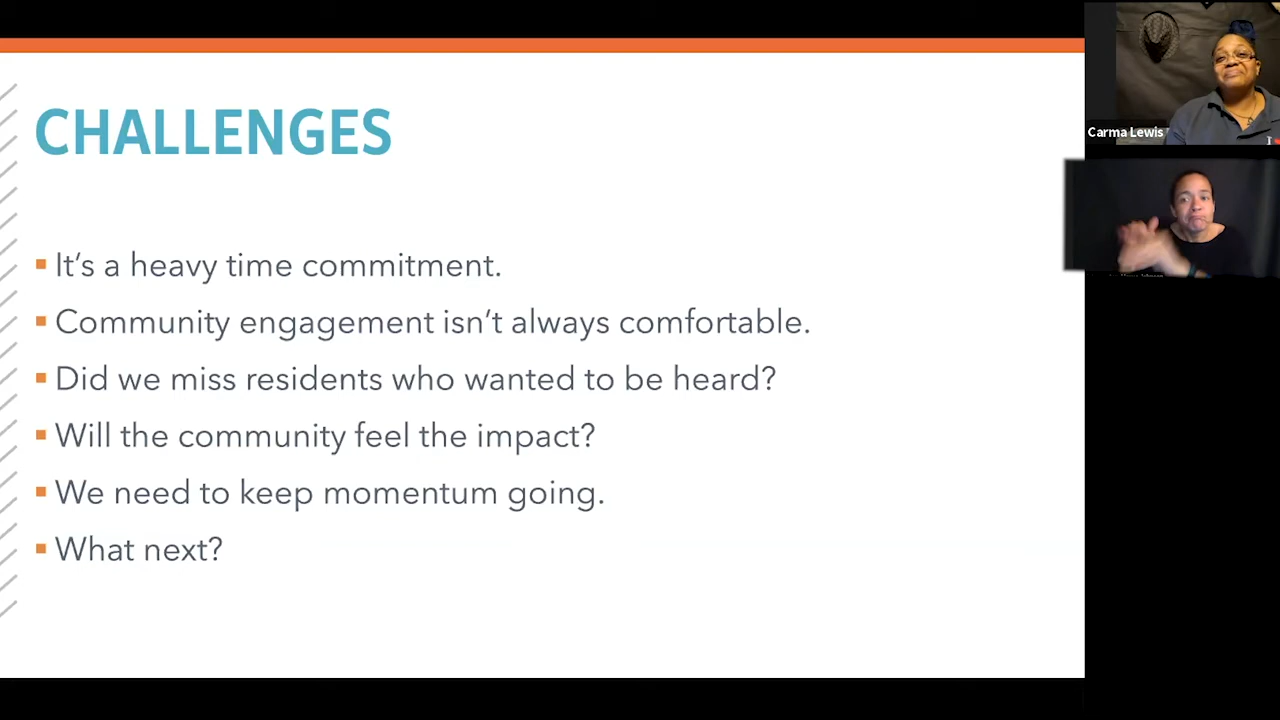 CHALLENGES
▪ It's a heavy time commitment.
▪ Community engagement isn't always comfortable.
▪ Did we miss residents who wanted to be heard?
▪ Will the community feel the impact?
▪ We need to keep momentum going.
▪ What next?
Carma Lewis
I